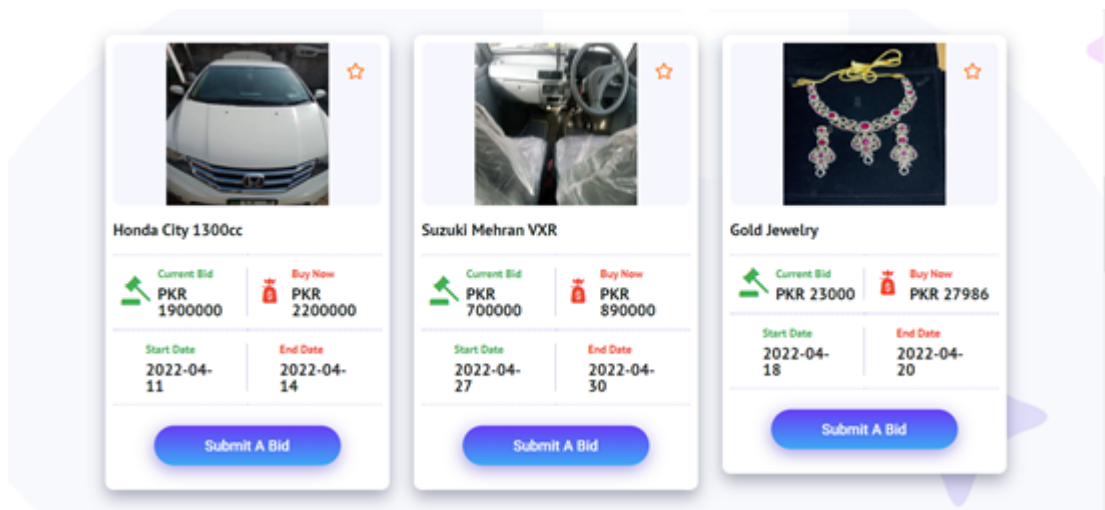 Honda City 1300cc
Current Bid
PKR
1900000
Buy Now
PKR
2200000
Start Date
2022-04-
11
End Date
2022-04-
14
Submit A Bid
Suzuki Mehran VXR
Current Bid
PKR
700000
Buy Now
PKR
890000
Start Date
2022-04-
27
End Date
2022-04-
30
Submit A Bid
Gold Jewelry
Current Bid
PKR 23000
Buy Now
PKR 27986
Start Date
2022-04-
18
End Date
2022-04-
20
Submit A Bid